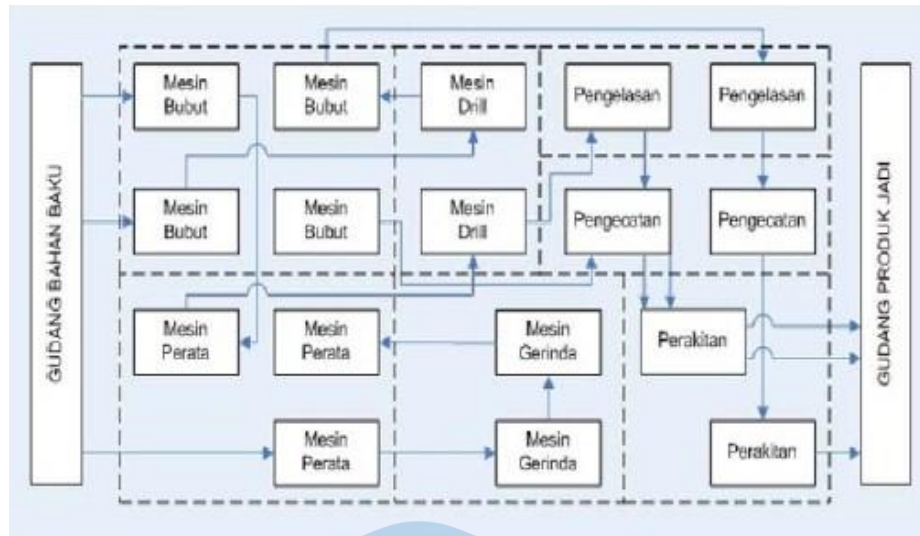 GUDANG BAHAN BAKU
Mesin
Bubut
Mesin
Bubut
Mesin
Drill
Pengelasan
Pengelasan
Mesin
Bubut
Mesin
Bubut
Mesin
Drill
Pengecatan
Pengecatan
Mesin
Perata
Mesin
Perata
Mesin
Gerinda
Perakitan
Mesin
Perata
Mesin
Gerinda
Perakitan
GUDANG PRODUK JADI